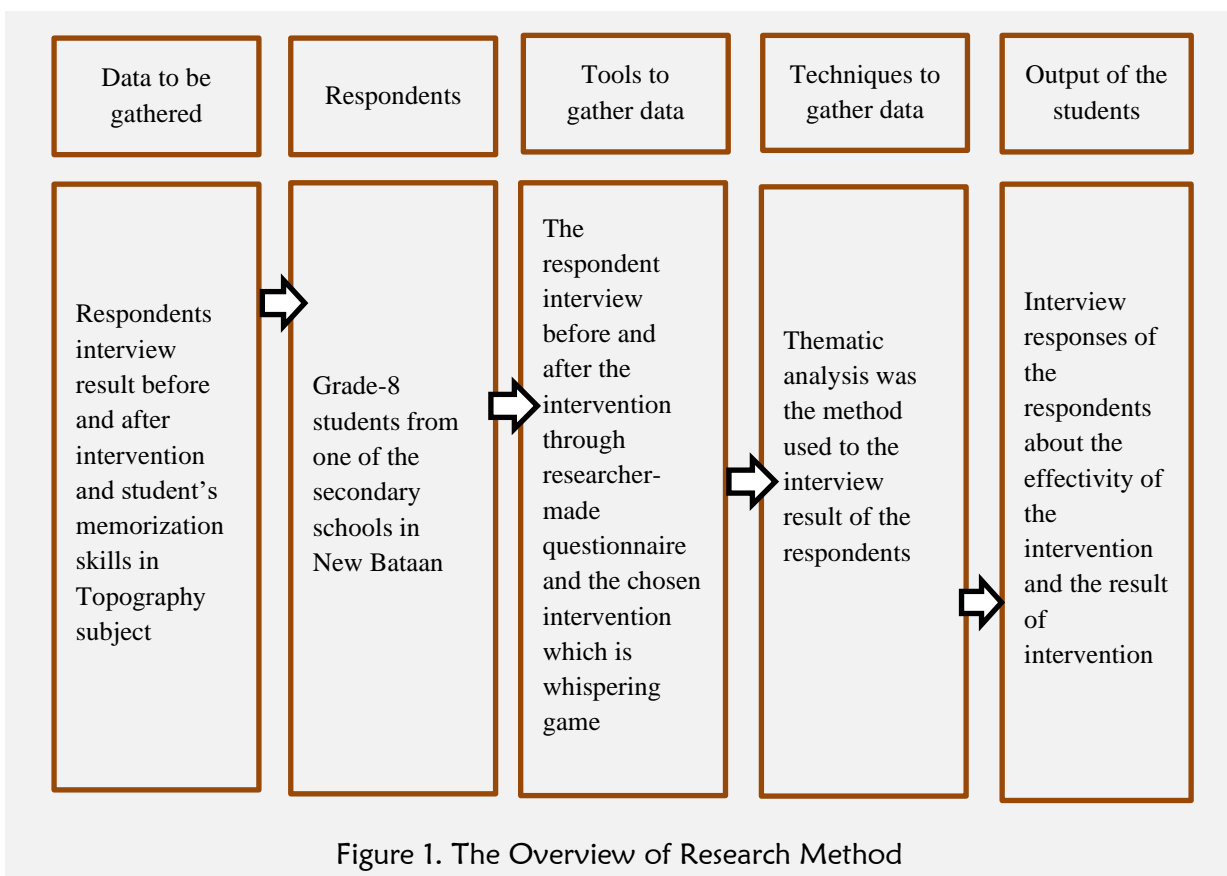 Data to be
gathered
Respondents
Tools to
gather data
Techniques to
gather data
Output of the
students
Respondents
interview
result before
and after
intervention
and student's
memorization
skills in
Topography
subject
Grade-8
students from
one of the
secondary
schools in
New Bataan
The
respondent
interview
before and
after the
intervention
through
researcher-
made
questionnaire
and the chosen
intervention
which is
whispering
game
Thematic
analysis was
the method
used to the
interview
result of the
respondents
Interview
responses of
the
respondents
about the
effectivity of
the
intervention
and the result
of
intervention
Figure 1. The Overview of Research Method